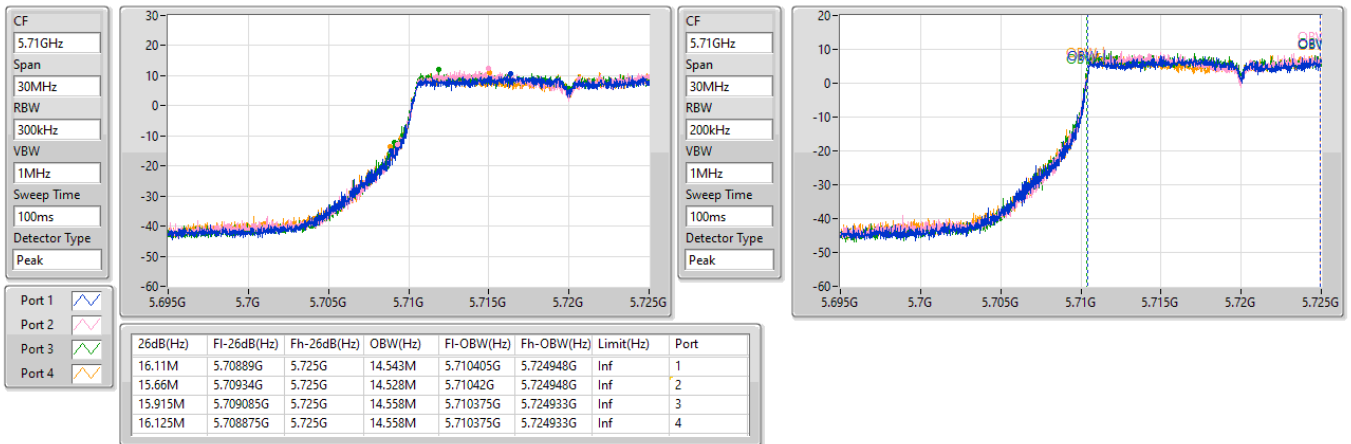 CF
5.71GHz
Span
30MHz
RBW
300kHz
VBW
1MHz
Sweep Time
100ms
Detector Type
Peak
30
20
10
0
-10
-20
-30
-40
-50
-60
5.695G 5.7G 5.705G 5.71G 5.715G 5.72G 5.725G
CF
5.71GHz
Span
30MHz
RBW
200kHz
VBW
1MHz
Sweep Time
100ms
Detector Type
Peak
20
10
0
-10
-20
-30
-40
-50
-60
5.695G 5.7G 5.705G 5.71G 5.715G 5.72G 5.725G
Port 1
Port 2
Port 3
Port 4
26dB(Hz) Fl-26dB(Hz) Fh-26dB(Hz) OBW(Hz) Fl-OBW(Hz) Fh-OBW(Hz) Limit(Hz) Port
16.11M 5.70889G 5.725G 14.543M 5.710405G 5.724948G Inf 1
15.66M 5.70934G 5.725G 14.528M 5.71042G 5.724948G Inf 2
15.915M 5.709085G 5.725G 14.558M 5.710375G 5.724933G Inf 3
16.125M 5.708875G 5.725G 14.558M 5.710375G 5.724933G Inf 4